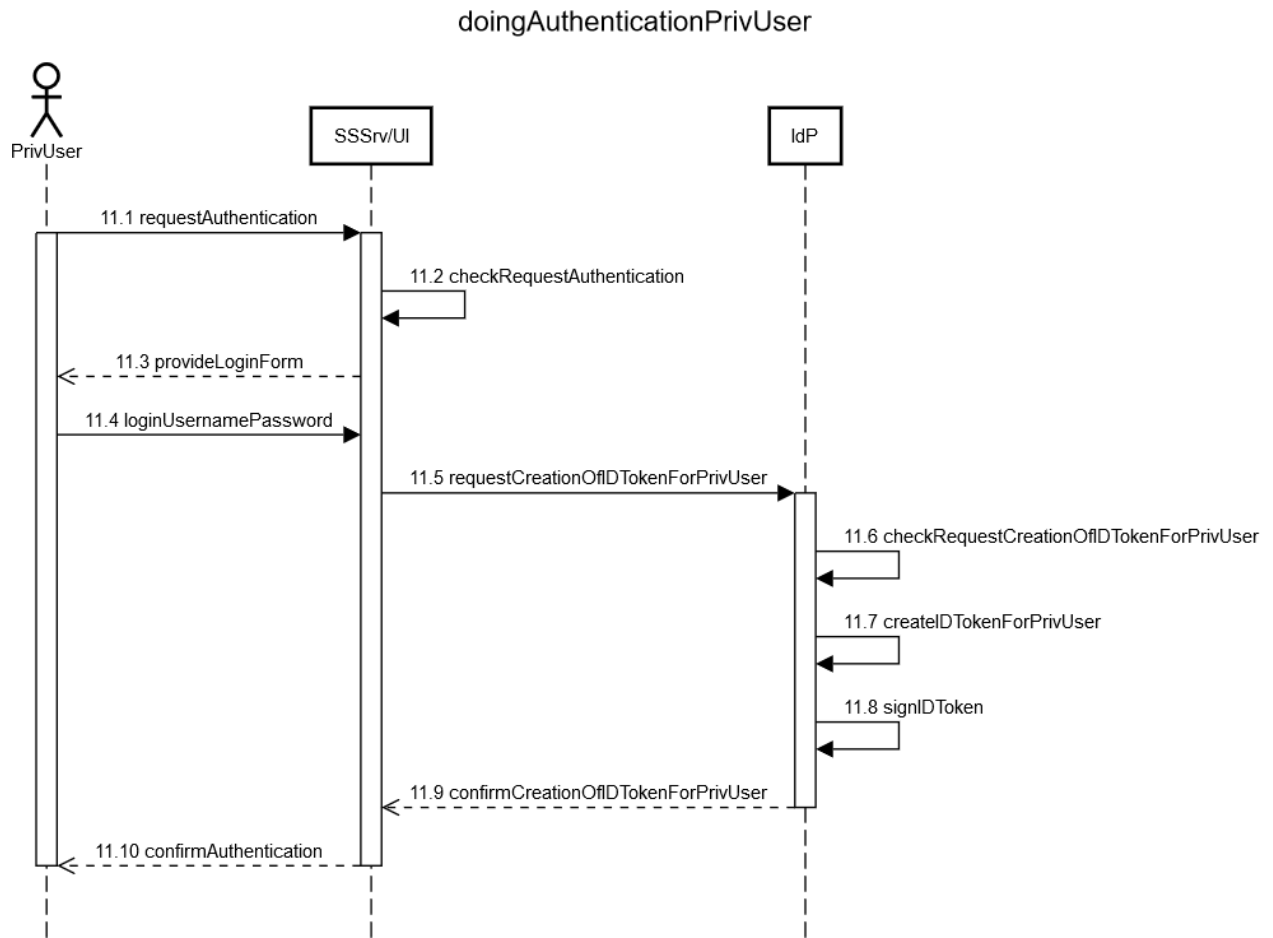 doingAuthenticationPrivUser
PrivUser
SSSrv/UI
IdP
11.1 requestAuthentication
11.2 checkRequestAuthentication
11.3 provideLoginForm
11.4 loginUsernamePassword
11.5 requestCreationOfIDTokenForPrivUser
11.6 checkRequestCreationOfIDTokenForPrivUser
11.7 createIDTokenForPrivUser
11.8 signIDToken
11.9 confirmCreationOfIDTokenForPrivUser
11.10 confirmAuthentication